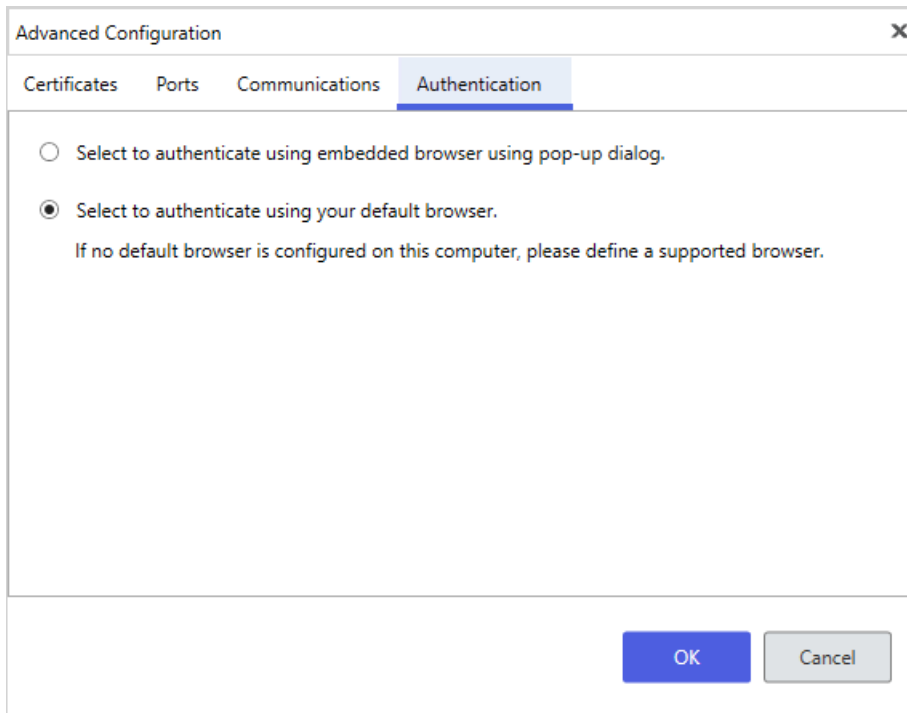 Advanced Configuration
Certificates Ports Communications Authentication
Select to authenticate using embedded browser using pop-up dialog.
Select to authenticate using your default browser.
If no default browser is configured on this computer, please define a supported browser.
OK Cancel